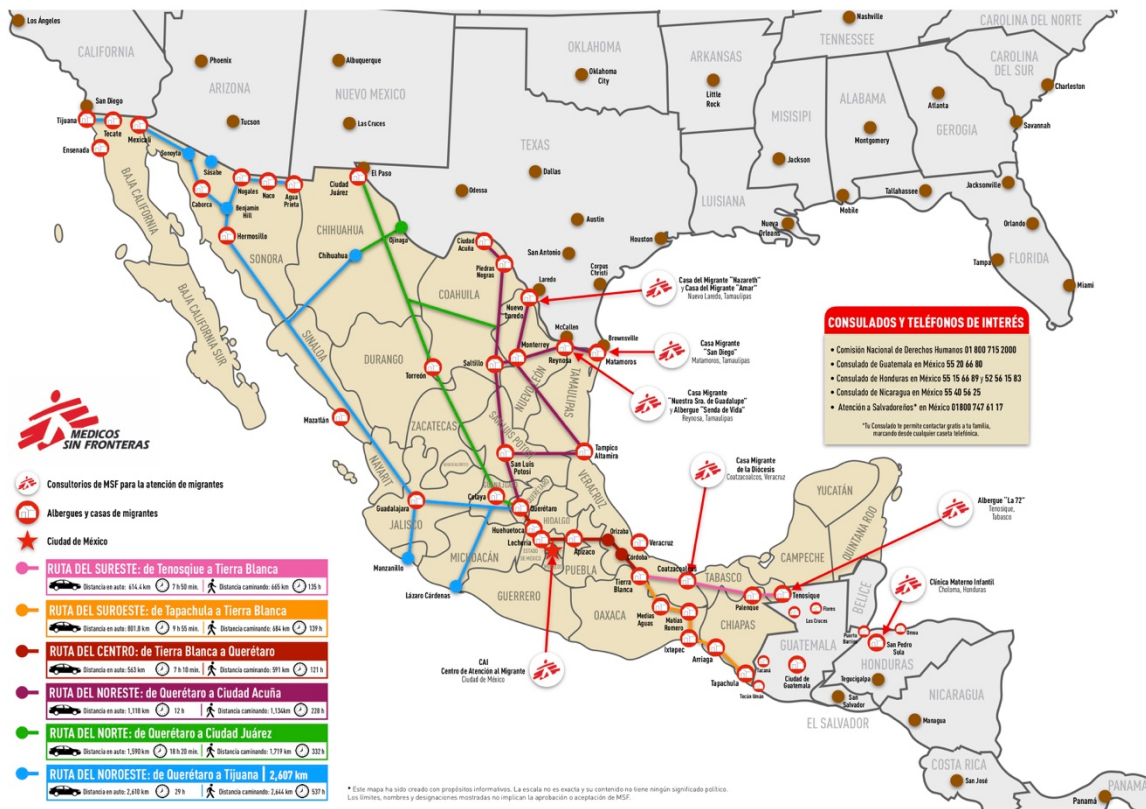 Los Ángeles
CALIFORNIA
San Diego
Tijuana
Tecate
Mexicali
Ensenada
BAJA CALIFORNIA
BAJA CALIFORNIA SUR
Phoenix
ARIZONA
Tucson
Sonoyta
Sásabe
Caborca
Nogales
Naco
Agua
Prieta
Benjamín
Hill
Hermosillo
SONORA
Albuquerque
NUEVO MEXICO
Las Cruces
El Paso
Ciudad
Juárez
CHIHUAHUA
Chihuahua
Ojinaga
OKLAHOMA
Oklahoma
City
TEXAS
Dallas
Odessa
Austin
San Antonio
Houston
Corpus
Christi
Laredo
McCallen
Brownsville
ARKANSAS
Little
Rock
LUISIANA
Nueva
Orleans
MISISIPI
Jackson
Nashville
TENNESSEE
ALABAMA
Montgomery
Mobile
CAROLINA DEL NORTE
CAROLINA
DEL SUR
Charleston
Atlanta
GEROGIA
Savannah
Tallahassee
Jacksonville
Orlando
FLORIDA
Tampa
Miami
Ciudad
Acuña
Piedras
Negras
COAHUILA
Nuevo
Laredo
Monterrey
Saltillo
NUEVO LEÓN
Reynosa
Matamoros
TAMAULIPAS
SINALOA
DURANGO
Torreón
Mazatlán
ZACATECAS
SAN LUIS POTOSÍ
San Luis
Potosí
Tampico
Altamira
NAYARIT
Guadalajara
JALISCO
Manzanillo
Celaya
Querétaro
HIDALGO
Huehuetoca
Lechería
ESTADO
DE MÉXICO
MICHOACÁN
Lázaro Cárdenas
GUERRERO
Apizaco
PUEBLA
VERACRUZ
Orizaba
Córdoba
Veracruz
Tierra
Blanca
Coatzacoalcos
OAXACA
Medias
Aguas
Matías
Romero
Ixtepec
Arriaga
Tapachula
CHIAPAS
TABASCO
Palenque
Tenosique
CAMPECHE
YUCATÁN
QUINTANA ROO
BELICE
Flores
Las Cruces
GUATEMALA
Ciudad de
Guatemala
Tacaná
Tecún Umán
Puerto
Barrios
Omoa
San Pedro
Sula
HONDURAS
Tegucigalpa
San
Salvador
EL SALVADOR
NICARAGUA
Managua
COSTA RICA
San José
PANAMÁ
Panamá
Casa del Migrante "Nazareth"
y Casa del Migrante "Amar"
Nuevo Laredo, Tamaulipas
Casa Migrante
"San Diego"
Matamoros, Tamaulipas
Casa Migrante
"Nuestra Sra. de Guadalupe"
y Albergue "Senda de Vida"
Reynosa, Tamaulipas
Casa Migrante
de la Diócesis
Coatzacoalcos, Veracruz
Albergue "La 72"
Tenosique,
Tabasco
Clínica Materno Infantil
Choloma, Honduras
CAI
Centro de Atención al Migrante
Ciudad de México
CONSULADOS Y TELÉFONOS DE INTERÉS
• Comisión Nacional de Derechos Humanos 01 800 715 2000
• Consulado de Guatemala en México 55 20 66 80
• Consulado de Honduras en México 55 15 66 89 y 52 56 15 83
• Consulado de Nicaragua en México 55 40 56 25
• Atención a Salvadoreños* en México 01800 747 61 17
*Tu Consulado te permite contactar gratis a tu familia,
marcando desde cualquier caseta telefónica.
MEDICOS
SIN FRONTERAS
Consultorios de MSF para la atención de migrantes
Albergues y casas de migrantes
Ciudad de México
RUTA DEL SURESTE: de Tenosique a Tierra Blanca
Distancia en auto: 614.4 km 7 h 50 min. Distancia caminando: 665 km 135 h
RUTA DEL SUROESTE: de Tapachula a Tierra Blanca
Distancia en auto: 801.8 km 9 h 55 min. Distancia caminando: 684 km 139 h
RUTA DEL CENTRO: de Tierra Blanca a Querétaro
Distancia en auto: 563 km 7 h 10 min. Distancia caminando: 591 km 121 h
RUTA DEL NORESTE: de Querétaro a Ciudad Acuña
Distancia en auto: 1,118 km 12 h Distancia caminando: 1,134km 220 h
RUTA DEL NORTE: de Querétaro a Ciudad Juárez
Distancia en auto: 1,590 km 18 h 20 min. Distancia caminando: 1,719 km 332 h
RUTA DEL NOROESTE: de Querétaro a Tijuana | 2,607 km
Distancia en auto: 2,610 km 29 h Distancia caminando: 2,644 km 537 h
* Este mapa ha sido creado con propósitos informativos. La escala no es exacta y su contenido no tiene ningún significado político.
Los límites, nombres y designaciones mostradas no implican la aprobación o aceptación de MSF.